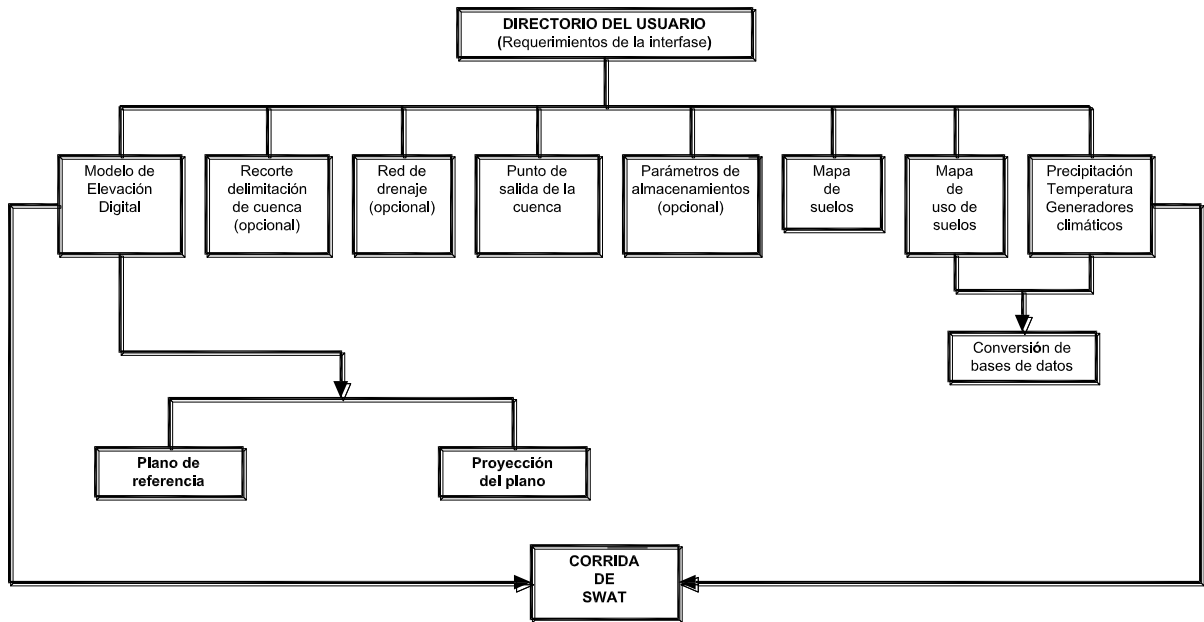 DIRECTORIO DEL USUARIO
(Requerimientos de la interfase)
Modelo de
Elevación
Digital
Recorte
delimitación
de cuenca
(opcional)
Red de
drenaje
(opcional)
Punto de
salida de la
cuenca
Parámetros de
almacenamientos
(opcional)
Mapa
de
suelos
Mapa
de
uso de
suelos
Precipitación
Temperatura
Generadores
climáticos
Conversión de
bases de datos
Plano de
referencia
Proyección
del plano
CORRIDA
DE
SWAT